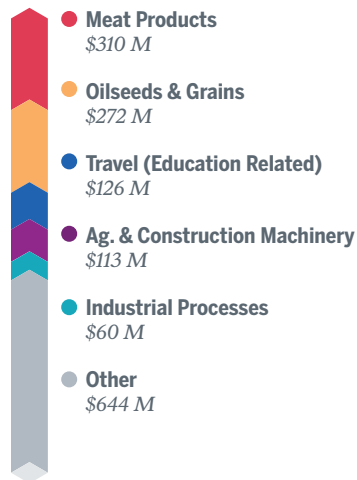 Meat Products
$310 M
Oilseeds & Grains
$272 M
Travel (Education Related)
$126 M
Ag. & Construction Machinery
$113 M
Industrial Processes
$60 M
Other
$644 M